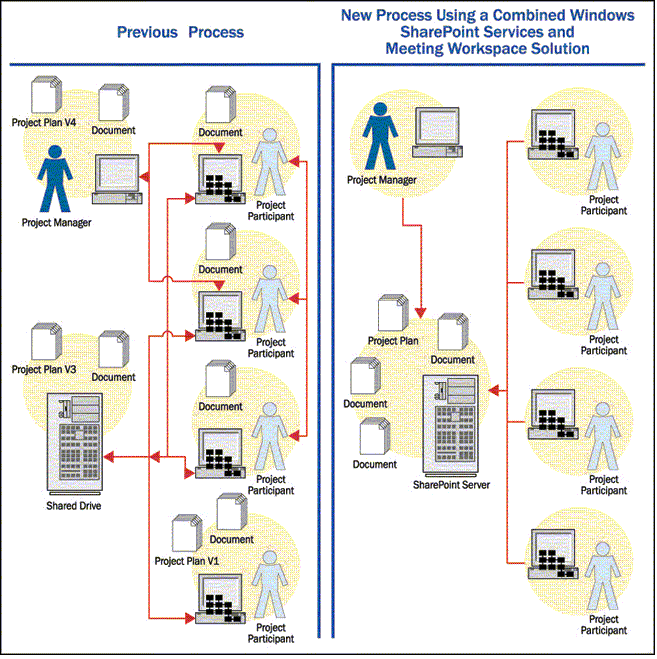 Previous Process
New Process Using a Combined Windows
SharePoint Services and
Meeting Workspace Solution
Project Plan V4
Document
Project Manager
Document
Project
Participant
Document
Project
Participant
Project Plan V3
Document
Shared Drive
Document
Project
Participant
Document
Project Plan V1
Project
Participant
Project Manager
Project
Participant
Project
Participant
Project Plan
Document
Document
Document
SharePoint Server
Project
Participant
Project
Participant